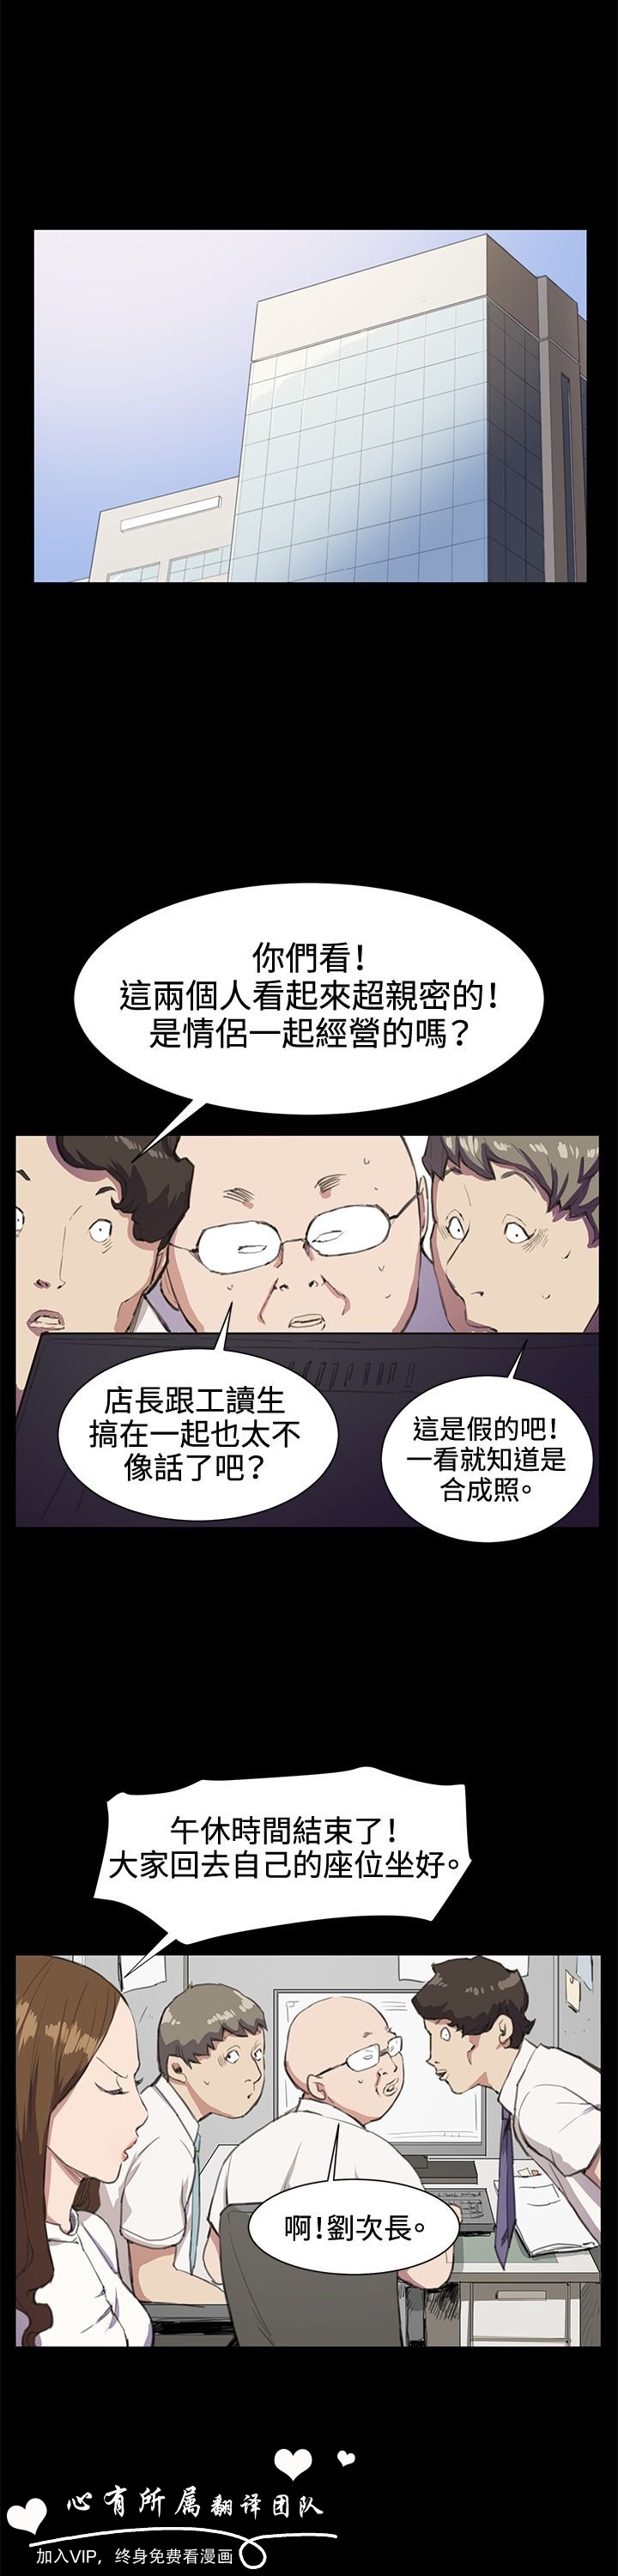 你們看！
這兩個人看起來超親密的！
是情侶一起經營的嗎？
店長跟工讀生
搞在一起也太不
像話了吧？
這是假的吧！
一看就知道是
合成照。
午休時間結束了！
大家回去自己的座位坐好。
啊！劉次長。
心有所属翻译团队
加入VIP，终身免费看漫画